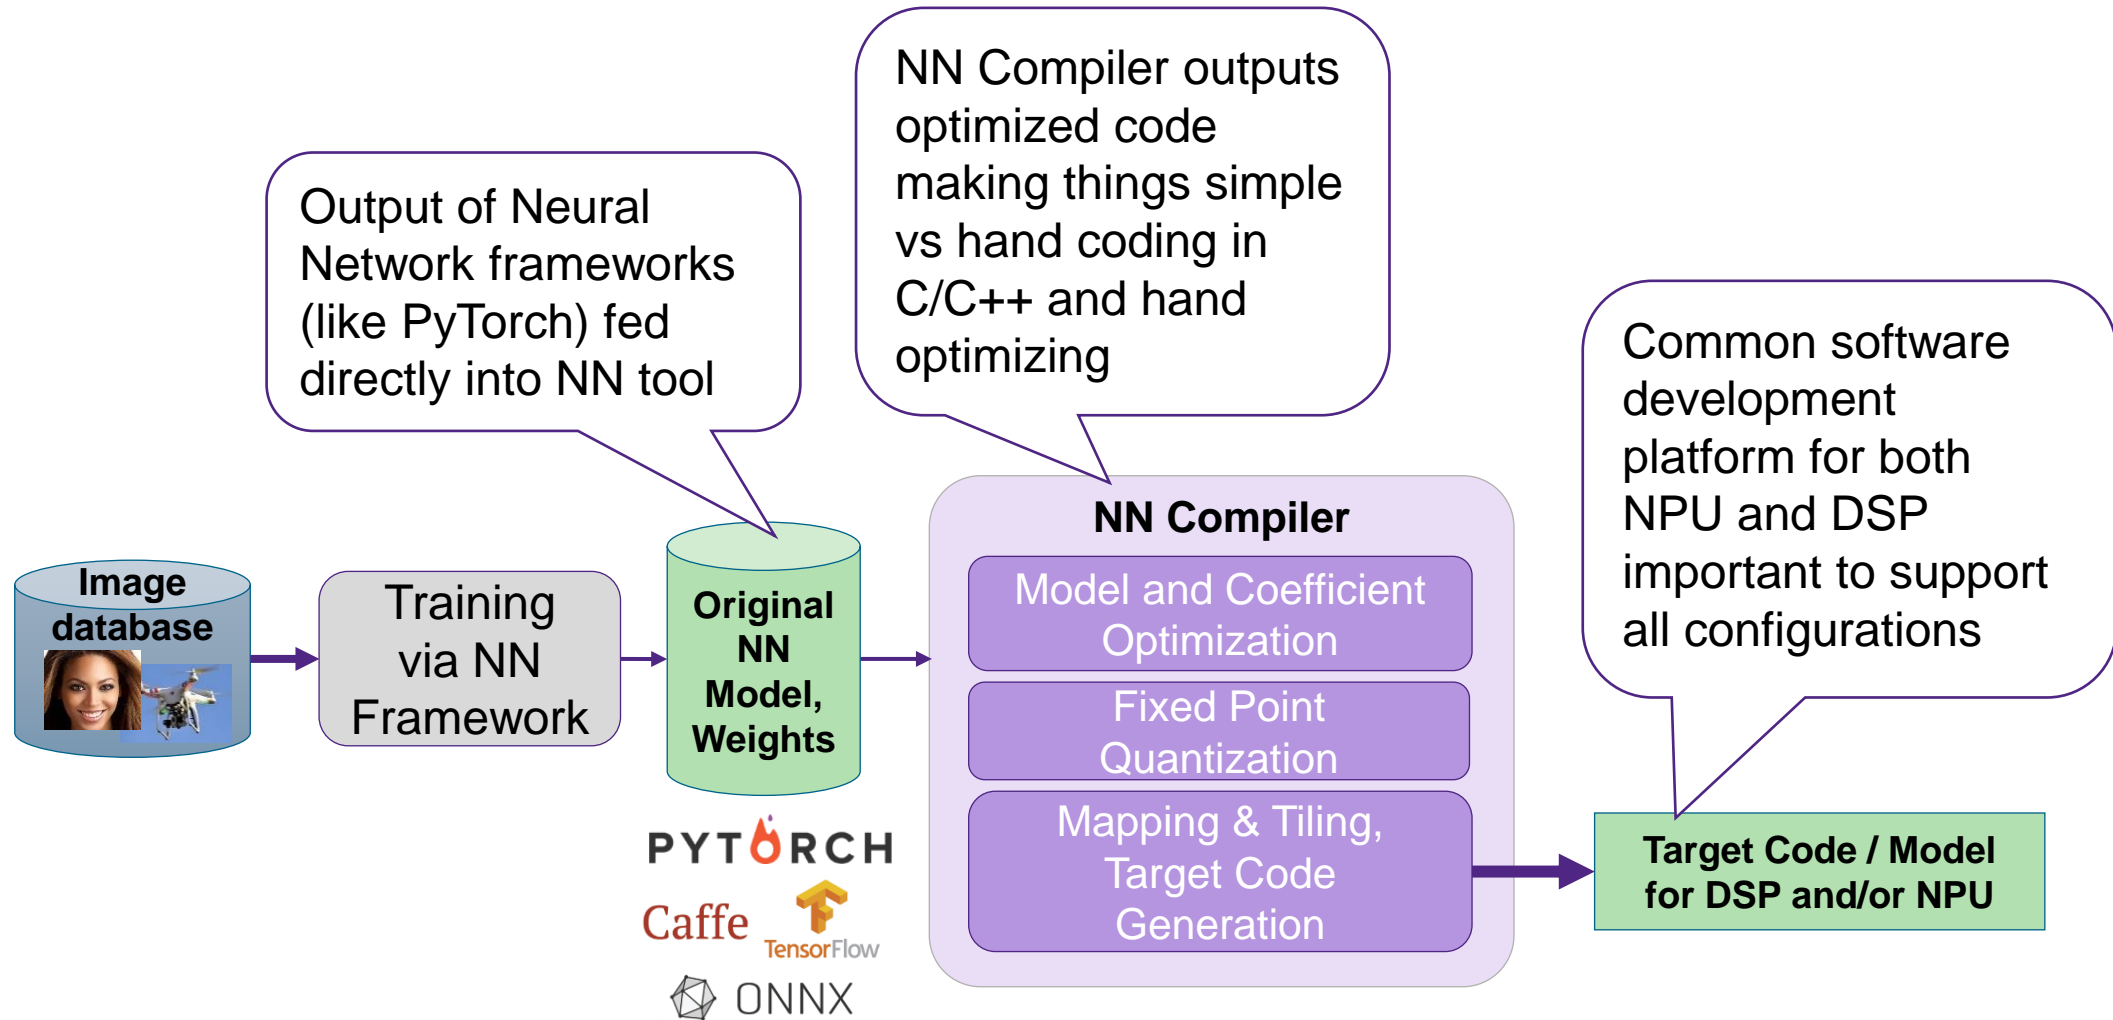 NN Compiler outputs
optimized code
making things simple
vs hand coding in
C/C++ and hand
optimizing
Output of Neural
Network frameworks
(like PyTorch) fed
directly into NN tool
Common software
development
platform for both
NPU and DSP
important to support
all configurations
Image
database
Training
via NN
Framework
Original
NN
Model,
Weights
NN Compiler
Model and Coefficient
Optimization
Fixed Point
Quantization
Mapping & Tiling,
Target Code
Generation
Target Code / Model
for DSP and/or NPU
PYTORCH
Caffe
TensorFlow
ONNX